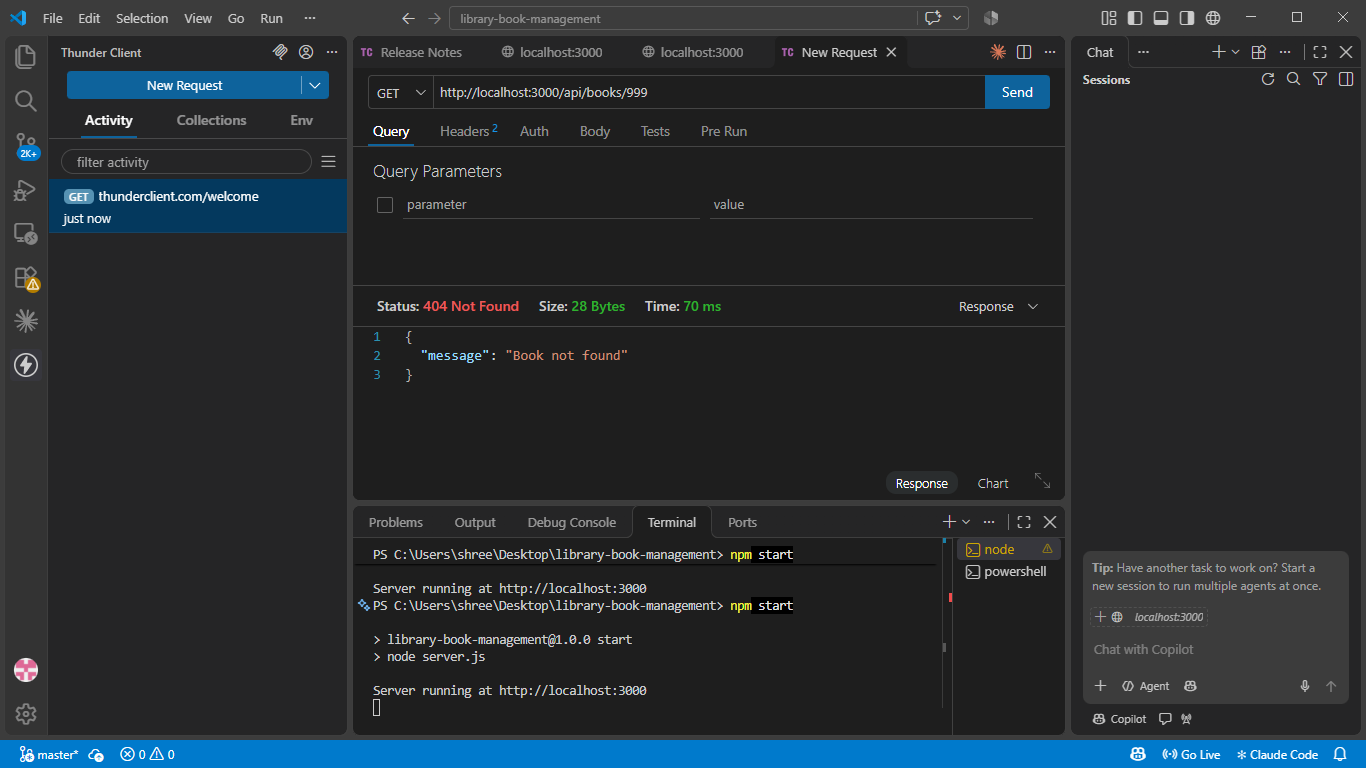 File Edit Selection View Go Run ···
library-book-management
Thunder Client
New Request
Activity Collections Env
filter activity
GET thunderclient.com/welcome
just now
2K+
TC Release Notes
localhost:3000
localhost:3000
TC New Request
GET http://localhost:3000/api/books/999 Send
Query Headers 2 Auth Body Tests Pre Run
Query Parameters
parameter value
Status: 404 Not Found Size: 28 Bytes Time: 70 ms Response
1 {
2 "message": "Book not found"
3 }
Response Chart
Problems Output Debug Console Terminal Ports
PS C:\Users\shree\Desktop\library-book-management> npm start
Server running at http://localhost:3000
PS C:\Users\shree\Desktop\library-book-management> npm start
> library-book-management@1.0.0 start
> node server.js
Server running at http://localhost:3000
node
powershell
Chat
Sessions
Tip: Have another task to work on? Start a
new session to run multiple agents at once.
localhost:3000
Chat with Copilot
Agent
Copilot
master* 0 0 Go Live Claude Code